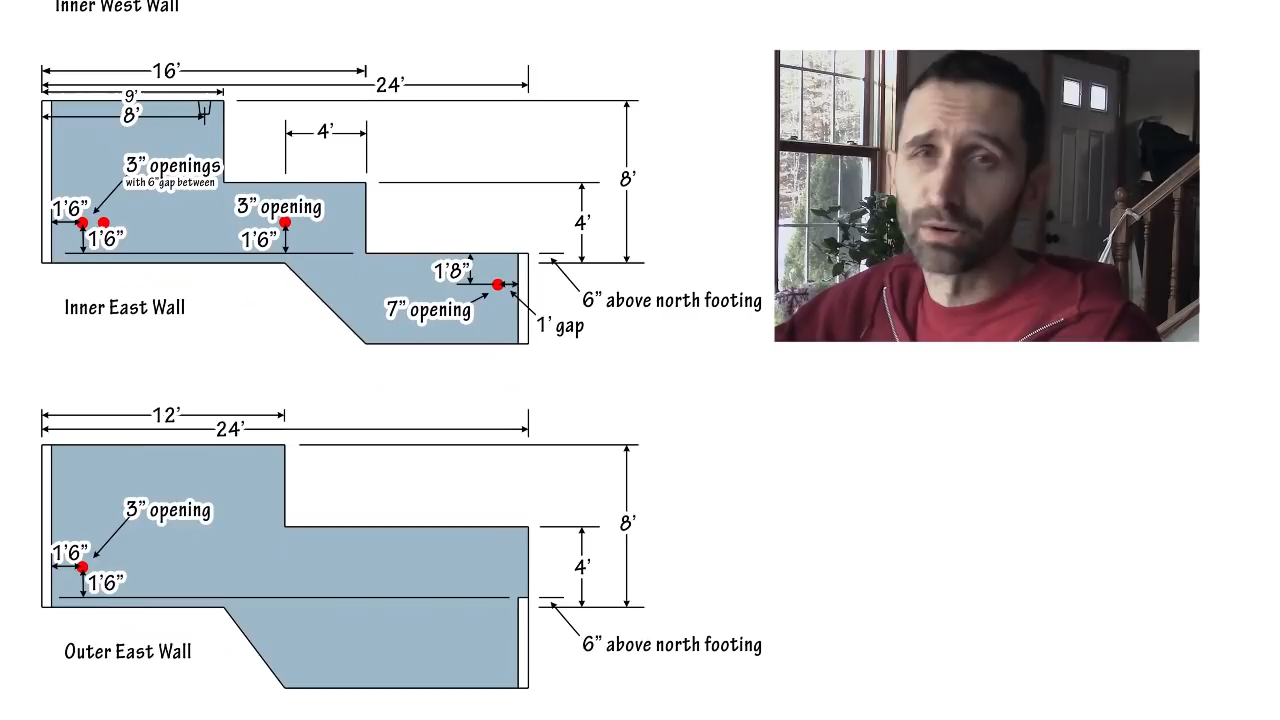 Inner West Wall
16'
24'
9'
8'
4'
3” openings
with 6” gap between
1'6”
1'6”
3” opening
1'6”
8'
4'
1'8”
7” opening
1' gap
6” above north footing
Inner East Wall
12'
24'
3” opening
1'6”
1'6”
8'
4'
6” above north footing
Outer East Wall